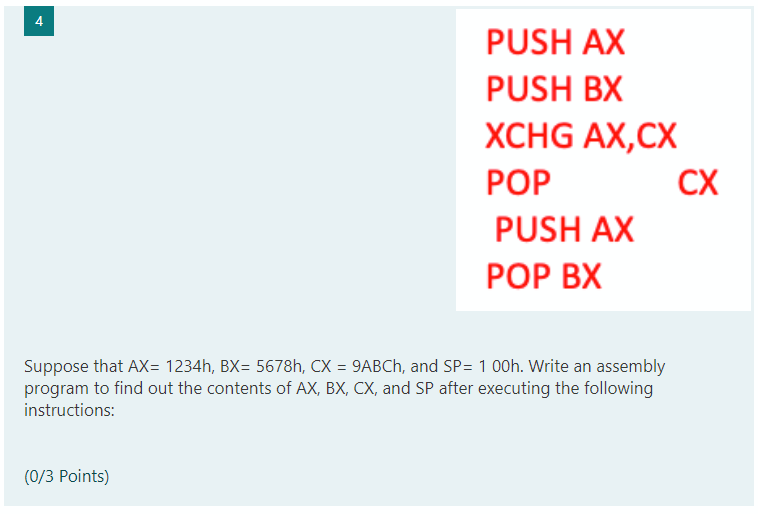 4
PUSH AX
PUSH BX
XCHG AX,CX
POP CX
PUSH AX
POP BX
Suppose that AX= 1234h, BX= 5678h, CX = 9ABCh, and SP= 1 00h. Write an assembly
program to find out the contents of AX, BX, CX, and SP after executing the following
instructions:
(0/3 Points)